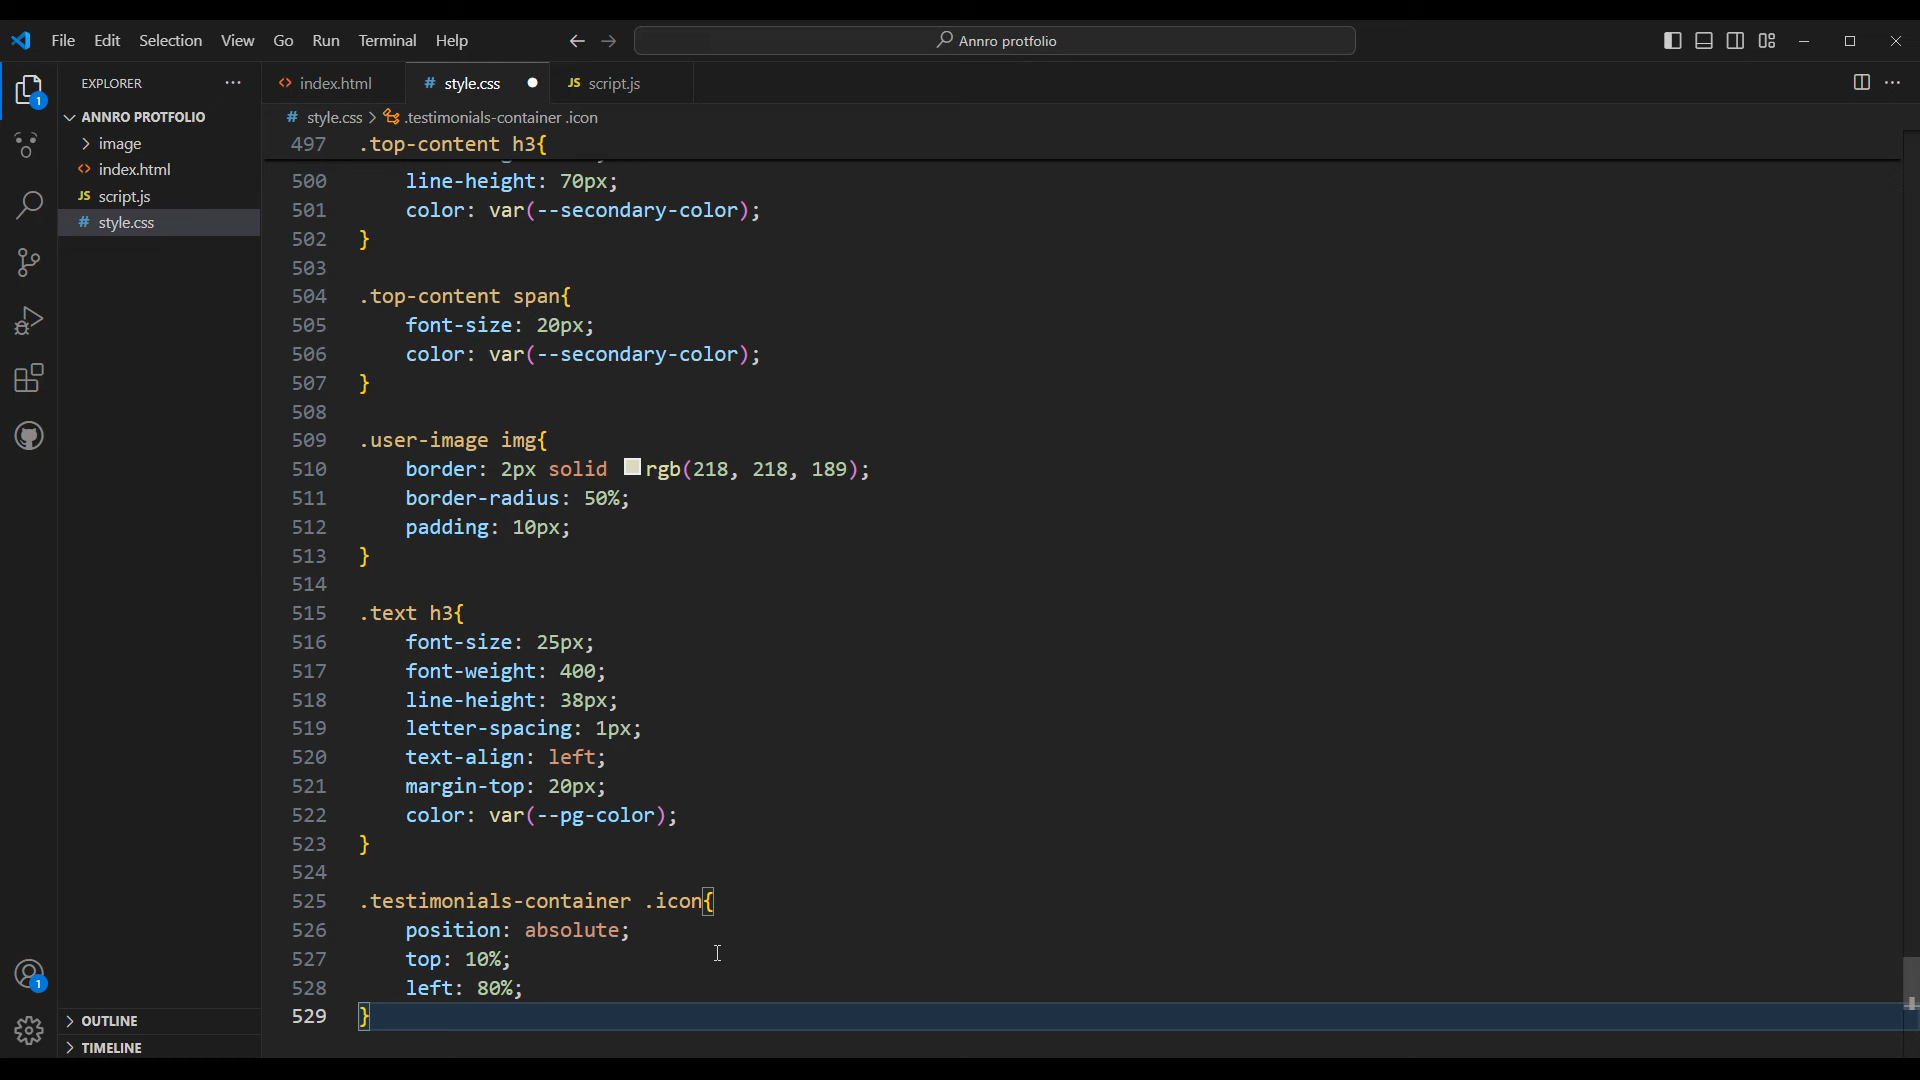 File Edit Selection View Go Run Terminal Help
Annro protfolio
EXPLORER
index.html
# style.css
JS script.js
ANNRO PROTFOLIO
image
index.html
JS script.js
# style.css
# style.css > .testimonials-container .icon
497 .top-content h3{
500 line-height: 70px;
501 color: var(--secondary-color);
502 }
503
504 .top-content span{
505 font-size: 20px;
506 color: var(--secondary-color);
507 }
508
509 .user-image img{
510 border: 2px solid rgb(218, 218, 189);
511 border-radius: 50%;
512 padding: 10px;
513 }
514
515 .text h3{
516 font-size: 25px;
517 font-weight: 400;
518 line-height: 38px;
519 letter-spacing: 1px;
520 text-align: left;
521 margin-top: 20px;
522 color: var(--pg-color);
523 }
524
525 .testimonials-container .icon{
526 position: absolute;
527 top: 10%;
528 left: 80%;
529 }
1
1
OUTLINE
TIMELINE